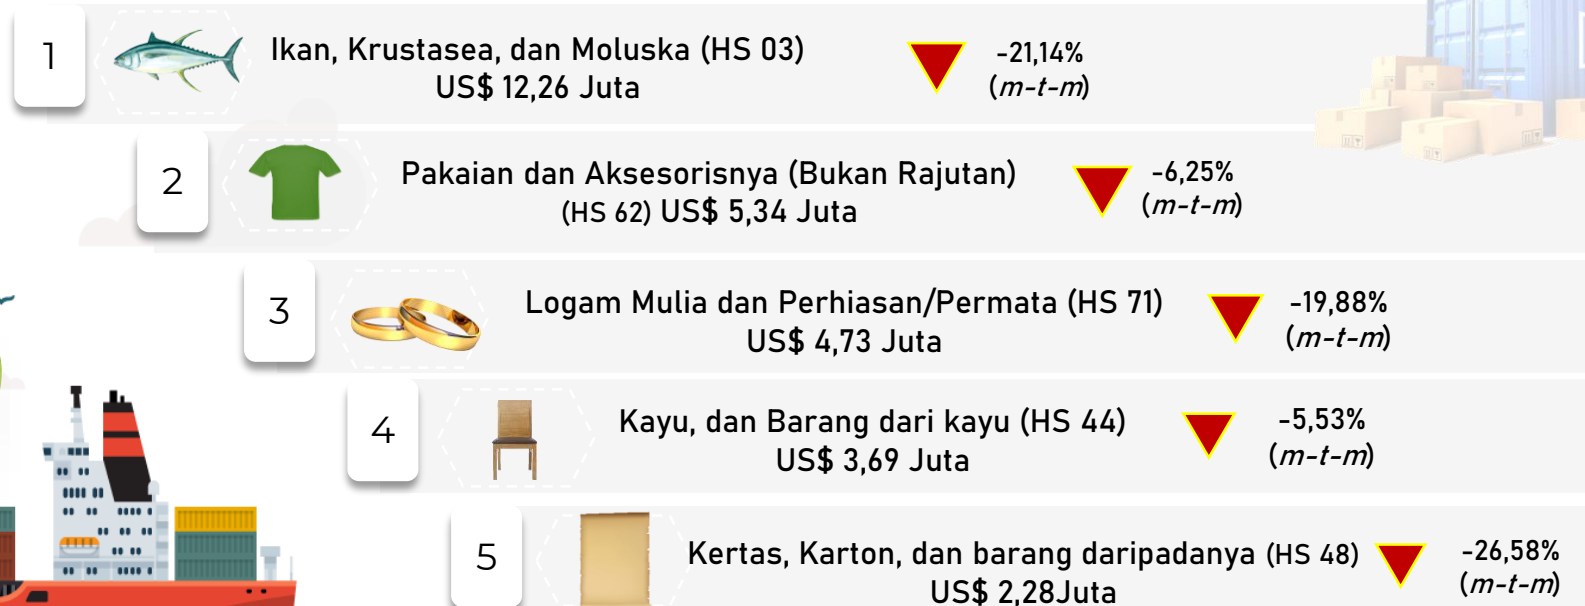 1
Ikan, Krustasea, dan Moluska (HS 03)
US$ 12,26 Juta
-21,14%
(m-t-m)
2
Pakaian dan Aksesorisnya (Bukan Rajutan)
(HS 62) US$ 5,34 Juta
-6,25%
(m-t-m)
3
Logam Mulia dan Perhiasan/Permata (HS 71)
US$ 4,73 Juta
-19,88%
(m-t-m)
4
Kayu, dan Barang dari kayu (HS 44)
US$ 3,69 Juta
-5,53%
(m-t-m)
5
Kertas, Karton, dan barang daripadanya (HS 48)
US$ 2,28Juta
-26,58%
(m-t-m)